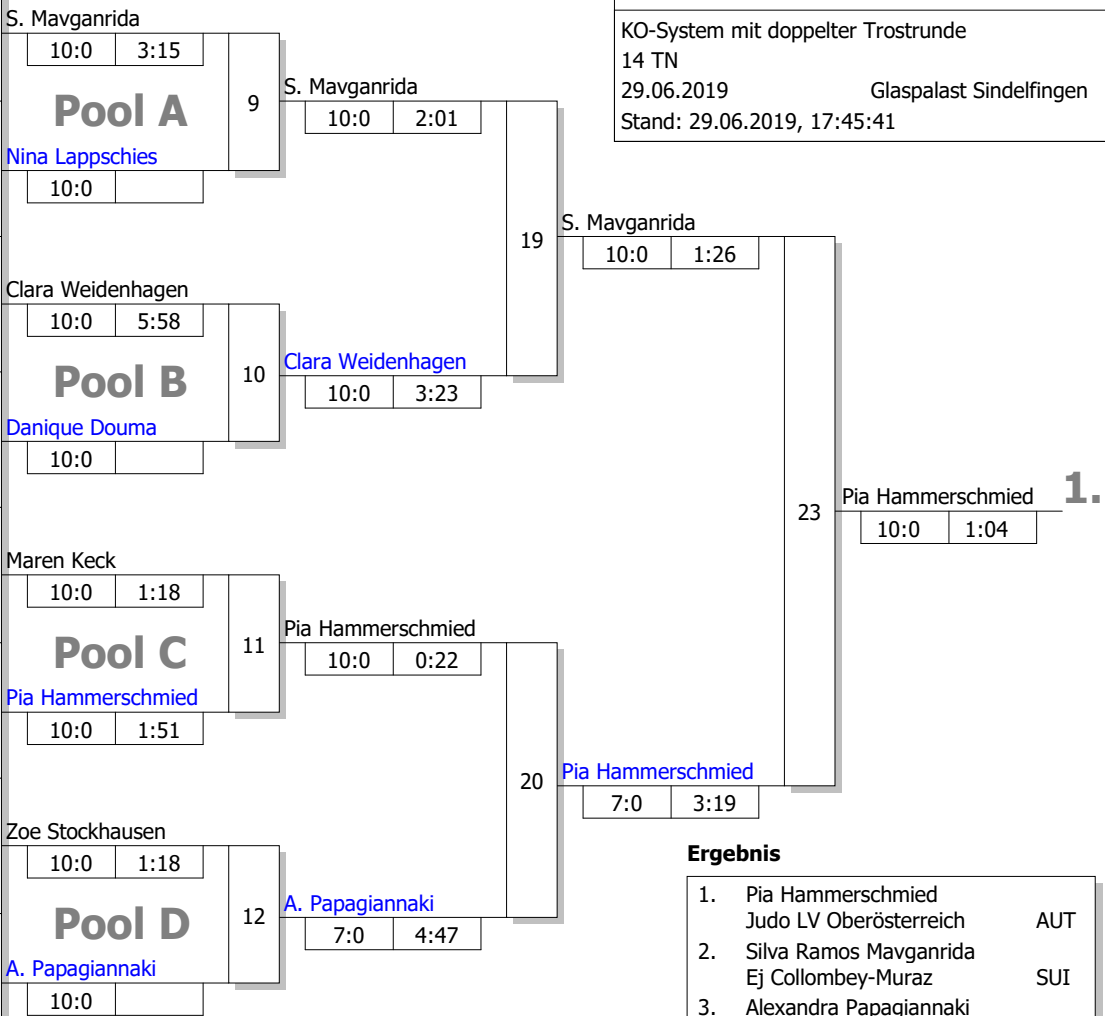 S. Mavganrida
10:0 3:15
Pool A
Nina Lappschies
10:0
9
S. Mavganrida
10:0 2:01
KO-System mit doppelter Trostrunde
14 TN
29.06.2019 Glaspalast Sindelfingen
Stand: 29.06.2019, 17:45:41
Clara Weidenhagen
10:0 5:58
Pool B
Danique Douma
10:0
10
Clara Weidenhagen
10:0 3:23
19
S. Mavganrida
10:0 1:26
Maren Keck
10:0 1:18
Pool C
Pia Hammerschmied
10:0 1:51
11
Pia Hammerschmied
10:0 0:22
Zoe Stockhausen
10:0 1:18
Pool D
A. Papagiannaki
10:0
12
A. Papagiannaki
7:0 4:47
20
Pia Hammerschmied
7:0 3:19
23
Pia Hammerschmied 1.
10:0 1:04
Ergebnis
1. Pia Hammerschmied
Judo LV Oberösterreich AUT
2. Silva Ramos Mavganrida
Ej Collombey-Muraz SUI
3. Alexandra Papagiannaki